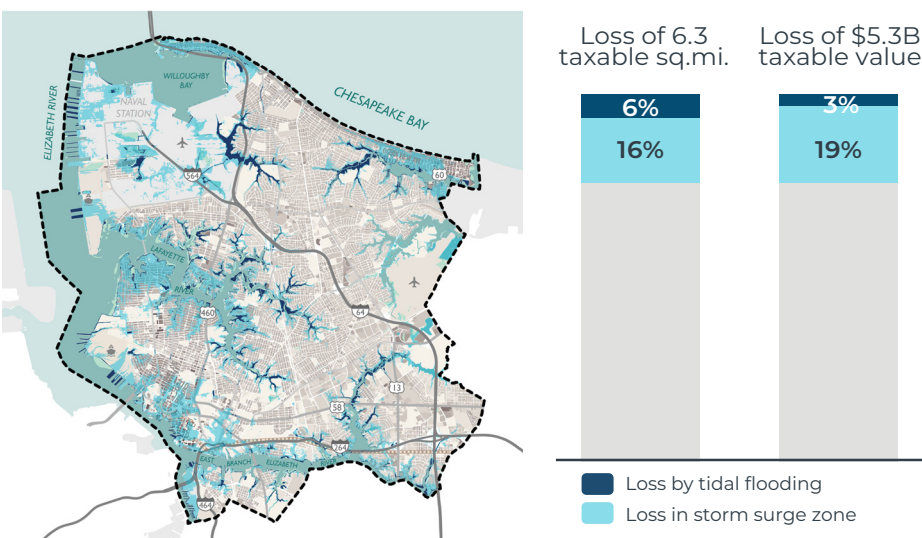 WILLOUGHBY
BAY
NAVAL
STATION
CHESAPEAKE BAY
ELIZABETH RIVER
564
60
LAFAYETTE
RIVER
460
64
13
58
264
EAST BRANCH ELIZABETH RIVER
464
Loss of 6.3
taxable sq.mi.
6%
16%
Loss of $5.3B
taxable value
3%
19%
Loss by tidal flooding
Loss in storm surge zone